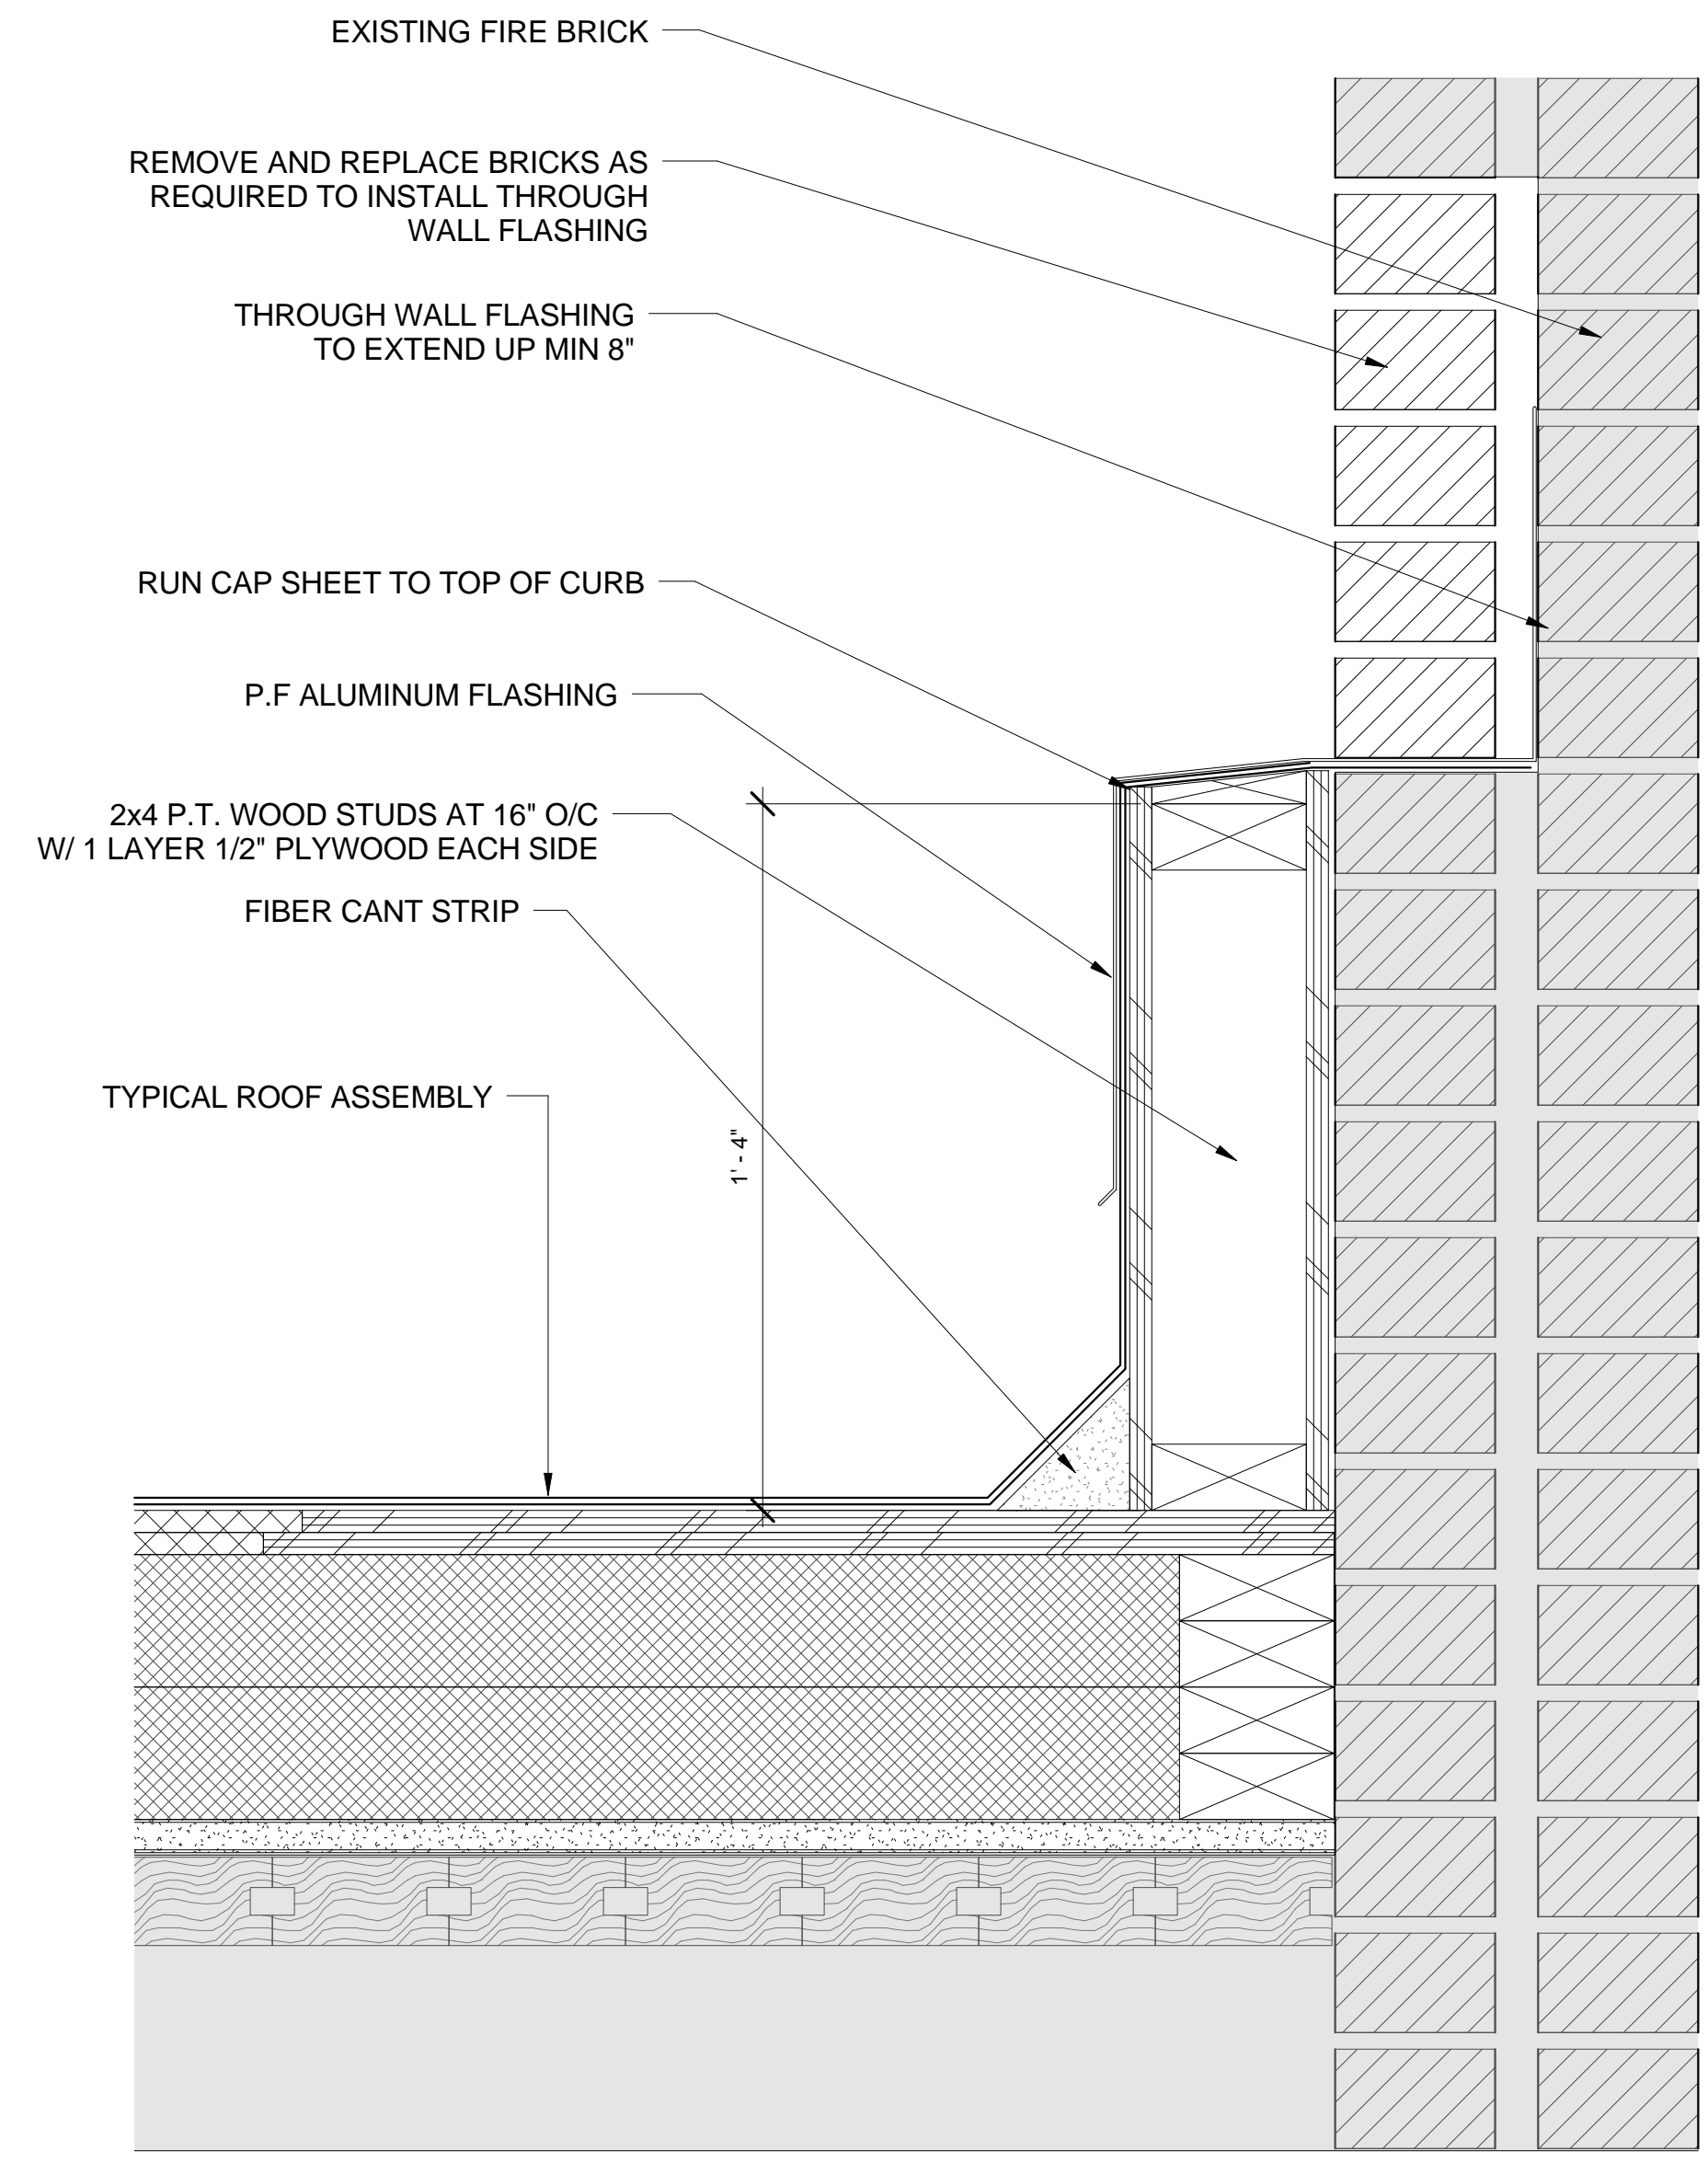 EXISTING FIRE BRICK
REMOVE AND REPLACE BRICKS AS
REQUIRED TO INSTALL THROUGH
WALL FLASHING
THROUGH WALL FLASHING
TO EXTEND UP MIN 8"
RUN CAP SHEET TO TOP OF CURB
P.F ALUMINUM FLASHING
2x4 P.T. WOOD STUDS AT 16" O/C
W/ 1 LAYER 1/2" PLYWOOD EACH SIDE
FIBER CANT STRIP
TYPICAL ROOF ASSEMBLY
1' - 4"